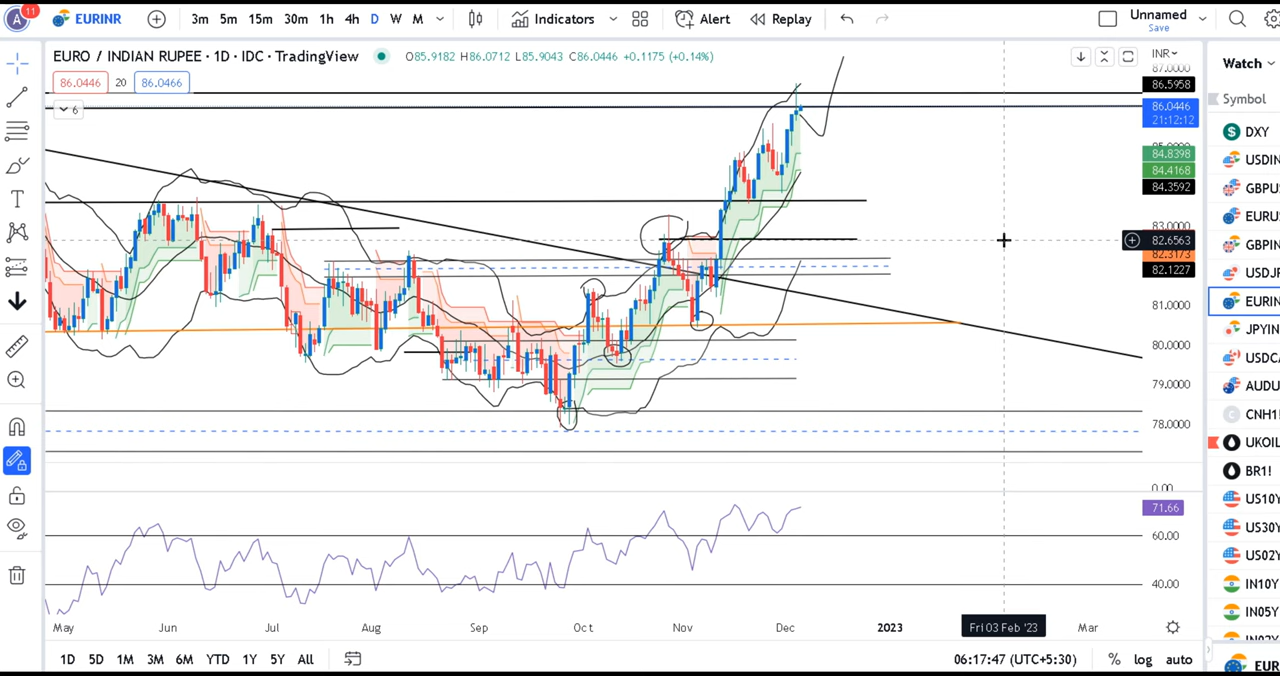 A 11 EURINR 3m 5m 15m 30m 1h 4h D W M Indicators Alert Replay Unnamed
Save
EURO / INDIAN RUPEE · 1D · IDC · TradingView O85.9182 H86.0712 L85.9043 C86.0446 +0.1175 (+0.14%) INR Watch
86.0446 20 86.0466
6
87.0000
86.5958
86.0446
21:12:12
84.8398
84.4168
84.3592
83.0000
82.6563
82.3173
82.1227
81.0000
80.0000
79.0000
78.0000
0.00
71.66
60.00
40.00
May Jun Jul Aug Sep Oct Nov Dec 2023 Fri 03 Feb '23 Mar
1D 5D 1M 3M 6M YTD 1Y 5Y All 06:17:47 (UTC+5:30) % log auto
Symbol
DXY
USDIN
GBPU
EURU
GBPIN
USDJ
EURIN
JPYIN
USDC
AUDU
CNH1!
UKOIL
BR1!
US10Y
US30Y
US02Y
IN10Y
IN05Y
EUR